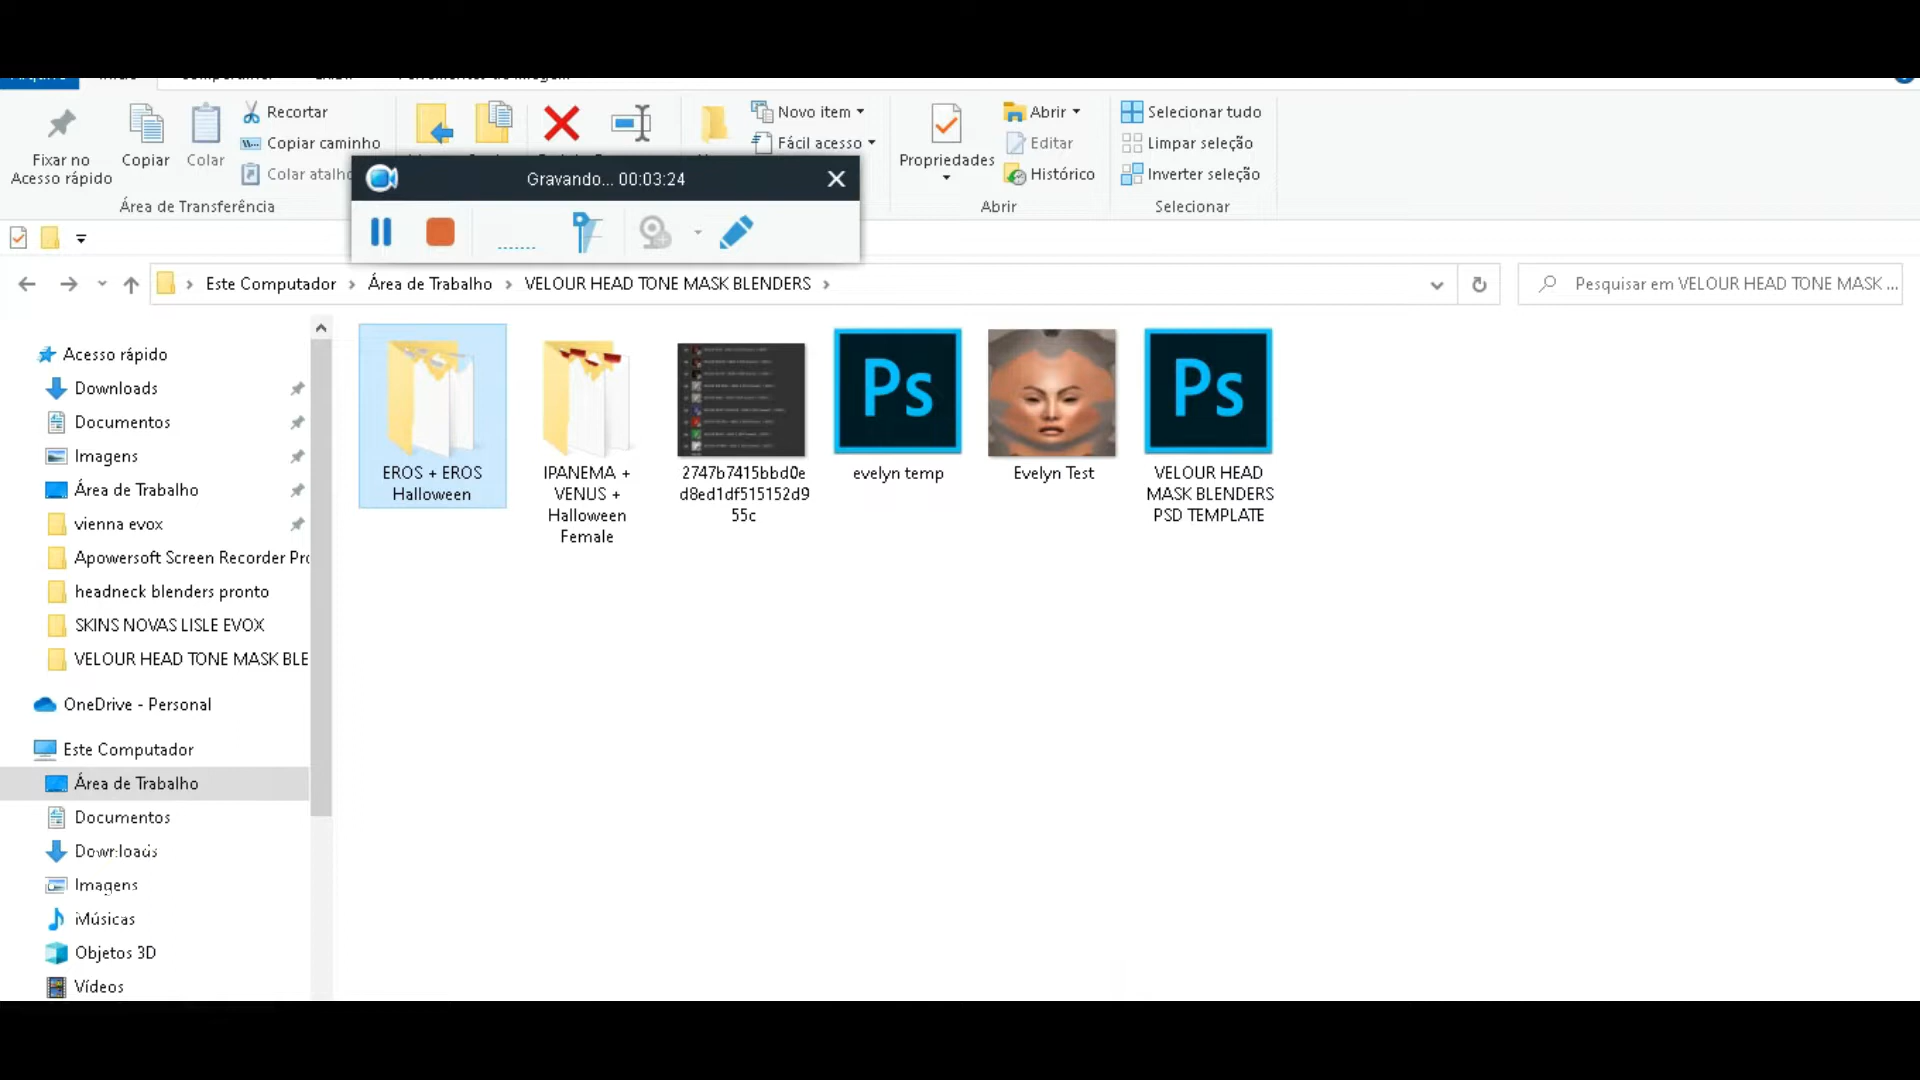 Fixar no
Acesso rápido
Copiar
Colar
Recortar
Copiar caminho
Colar atalho
Área de Transferência
Novo item
Fácil acesso
Propriedades
Abrir
Editar
Histórico
Abrir
Selecionar tudo
Limpar seleção
Inverter seleção
Selecionar
Gravando... 00:03:24
Este Computador
Área de Trabalho
VELOUR HEAD TONE MASK BLENDERS
Pesquisar em VELOUR HEAD TONE MASK ...
Acesso rápido
Downloads
Documentos
Imagens
Área de Trabalho
vienna evox
Apowersoft Screen Recorder Pro
headneck blenders pronto
SKINS NOVAS LISLE EVOX
VELOUR HEAD TONE MASK BLE
OneDrive - Personal
Este Computador
Área de Trabalho
Documentos
Downloads
Imagens
Músicas
Objetos 3D
Vídeos
EROS + EROS
Halloween
IPANEMA +
VENUS +
Halloween
Female
2747b7415bbd0e
d8ed1df515152d9
55c
Ps
evelyn temp
Evelyn Test
Ps
VELOUR HEAD
MASK BLENDERS
PSD TEMPLATE